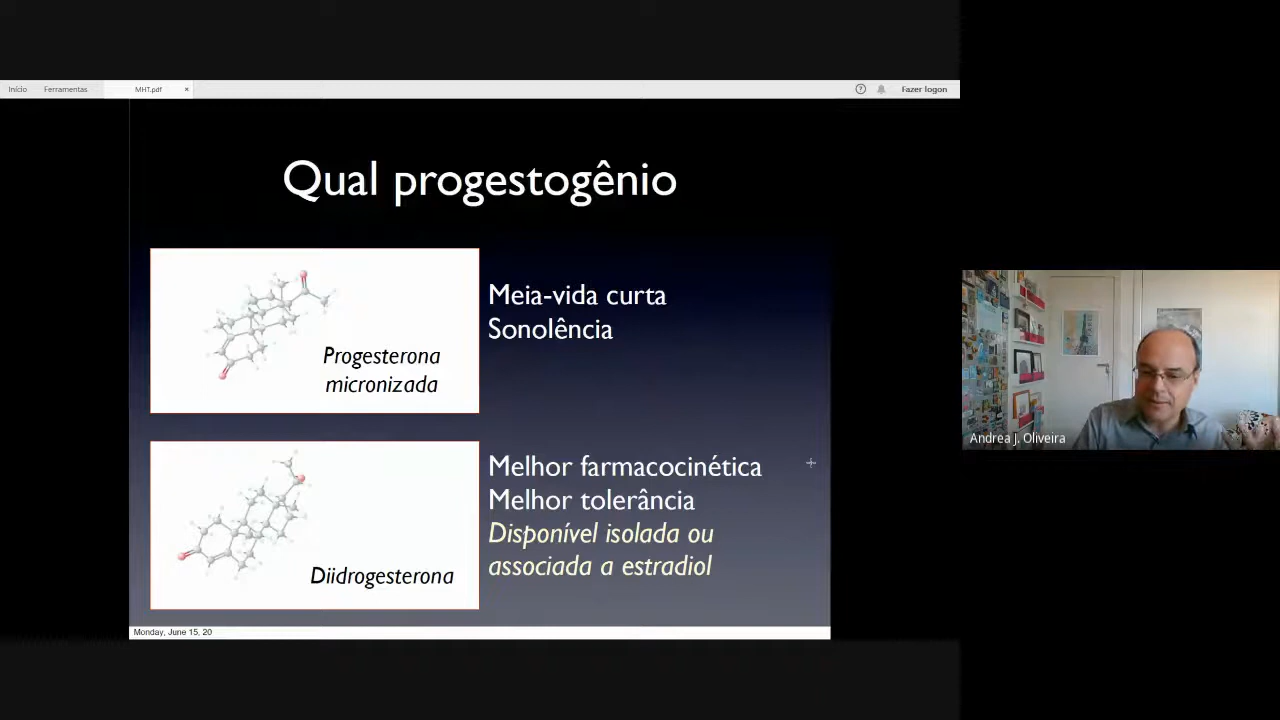 Início Ferramentas MHT.pdf × ? Fazer logon
Qual progestogênio
Progesterona
micronizada
Meia-vida curta
Sonolência
Diidrogesterona
Melhor farmacocinética
Melhor tolerância
Disponível isolada ou
associada a estradiol
Monday, June 15, 20
Andrea J. Oliveira